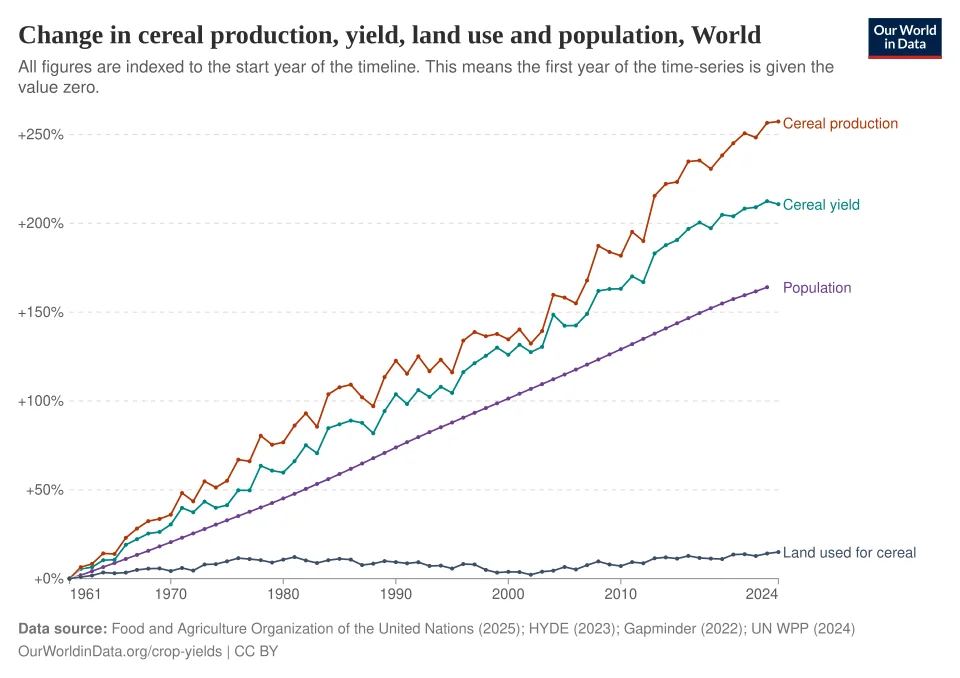 Change in cereal production, yield, land use and population, World
Our World
in Data
All figures are indexed to the start year of the timeline. This means the first year of the time-series is given the
value zero.
+250%
Cereal production
+200%
Cereal yield
Population
+150%
+100%
+50%
Land used for cereal
+0%
1961
1970
1980
1990
2000
2010
2024
Data source: Food and Agriculture Organization of the United Nations (2025); HYDE (2023); Gapminder (2022); UN WPP (2024)
OurWorldinData.org/crop-yields | CC BY